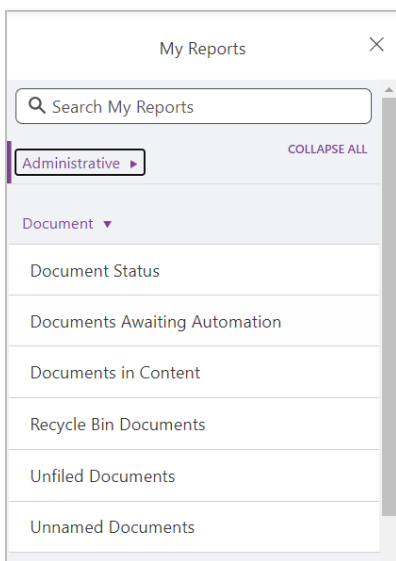 My Reports
Search My Reports
COLLAPSE ALL
Administrative
Document
Document Status
Documents Awaiting Automation
Documents in Content
Recycle Bin Documents
Unfiled Documents
Unnamed Documents